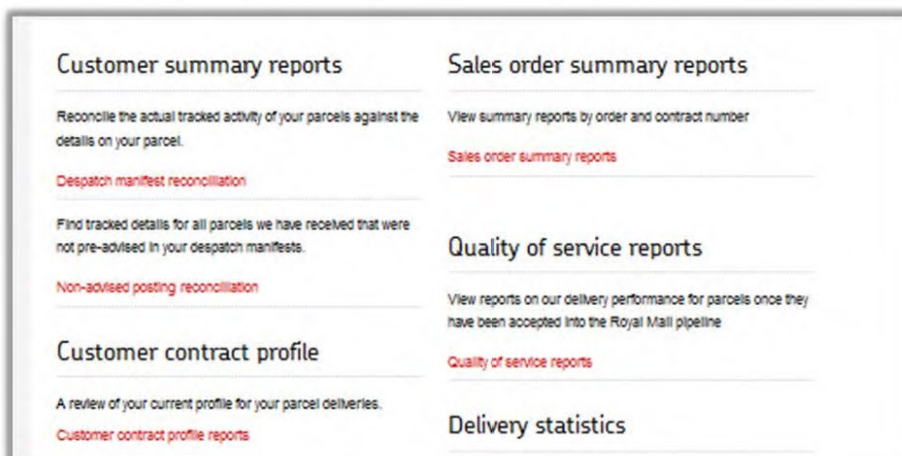 Customer summary reports
Reconcile the actual tracked activity of your parcels against the
details on your parcel.
Despatch manifest reconciliation
Find tracked details for all parcels we have received that were
not pre-advised in your despatch manifests.
Non-advised posting reconciliation
Customer contract profile
A review of your current profile for your parcel deliveries.
Customer contract profile reports
Sales order summary reports
View summary reports by order and contract number
Sales order summary reports
Quality of service reports
View reports on our delivery performance for parcels once they
have been accepted into the Royal Mail pipeline
Quality of service reports
Delivery statistics